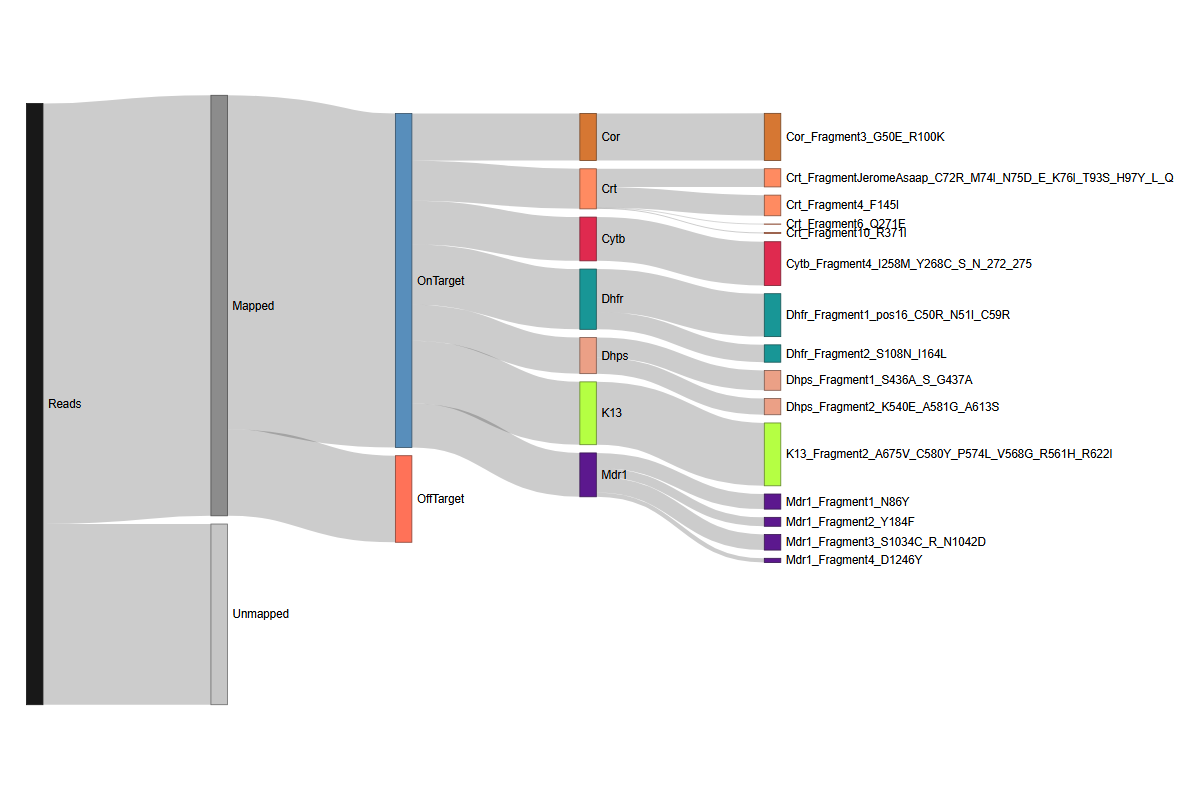 Reads
Mapped
Unmapped
OnTarget
OffTarget
Cor
Crt
Cytb
Dhfr
Dhps
K13
Mdr1
Cor_Fragment3_G50E_R100K
Crt_FragmentJeromeAsaap_C72R_M74I_N75D_E_K76I_T93S_H97Y_L_Q
Crt_Fragment4_F145I
Crt_Fragment6_Q271E
Crt_Fragment10_R371I
Cytb_Fragment4_I258M_Y268C_S_N_272_275
Dhfr_Fragment1_pos16_C50R_N51I_C59R
Dhfr_Fragment2_S108N_I164L
Dhps_Fragment1_S436A_S_G437A
Dhps_Fragment2_K540E_A581G_A613S
K13_Fragment2_A675V_C580Y_P574L_V568G_R561H_R622I
Mdr1_Fragment1_N86Y
Mdr1_Fragment2_Y184F
Mdr1_Fragment3_S1034C_R_N1042D
Mdr1_Fragment4_D1246Y